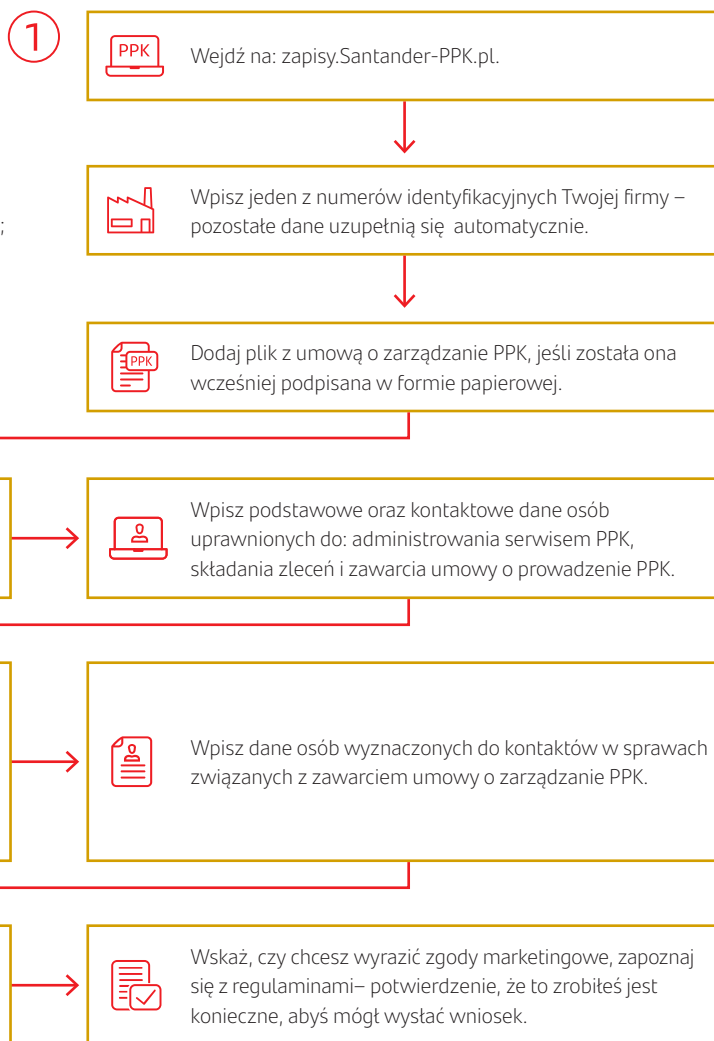 1
PPK
Wejdź na: zapisy.Santander-PPK.pl.
Wpisz jeden z numerów identyfikacyjnych Twojej firmy –
pozostałe dane uzupełnią się  automatycznie.
;
PPK
Dodaj plik z umową o zarządzanie PPK, jeśli została ona
wcześniej podpisana w formie papierowej.
Wpisz podstawowe oraz kontaktowe dane osób
uprawnionych do: administrowania serwisem PPK,
składania zleceń i zawarcia umowy o prowadzenie PPK.
Wpisz dane osób wyznaczonych do kontaktów w sprawach
związanych z zawarciem umowy o zarządzanie PPK.
Wskaż, czy chcesz wyrazić zgody marketingowe, zapoznaj
się z regulaminami– potwierdzenie, że to zrobiłeś jest
konieczne, abyś mógł wysłać wniosek.